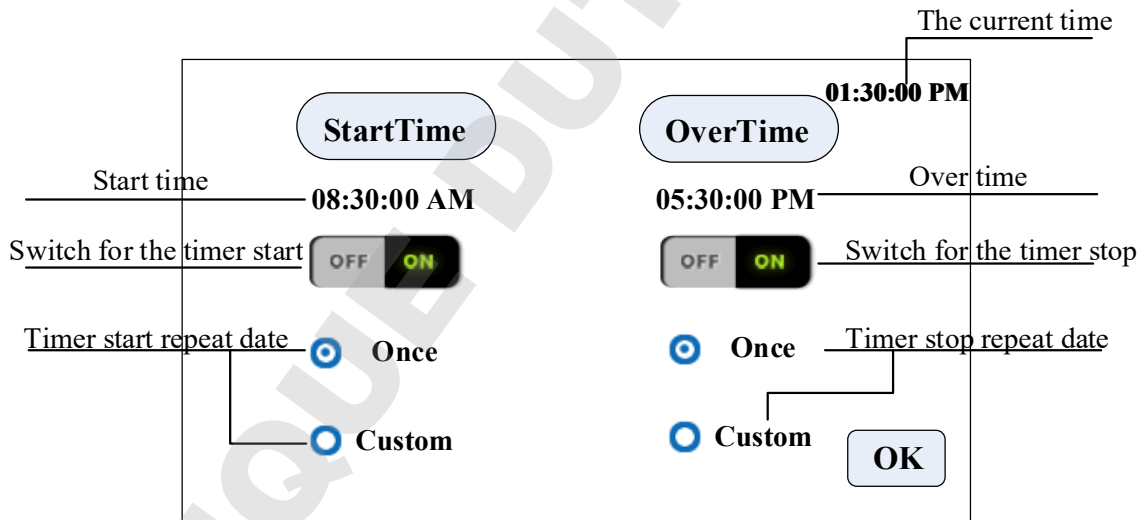 The current time
01:30:00 PM
StartTime
OverTime
Start time
08:30:00 AM
05:30:00 PM
Over time
Switch for the timer start
OFF ON
OFF ON
Switch for the timer stop
Timer start repeat date
Once
Once
Timer stop repeat date
Custom
Custom
OK